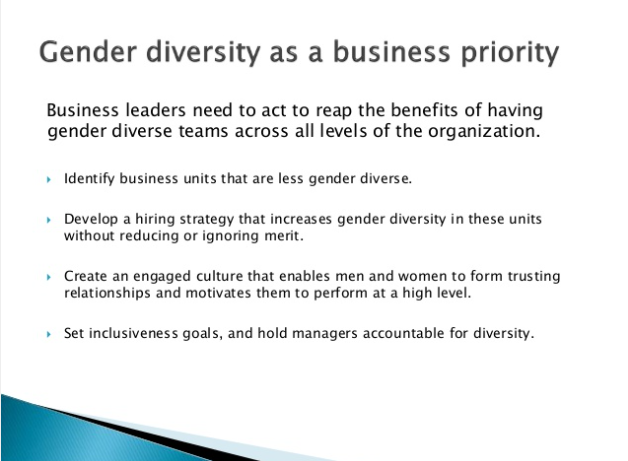 Gender diversity as a business priority
Business leaders need to act to reap the benefits of having
gender diverse teams across all levels of the organization.
Identify business units that are less gender diverse.
Develop a hiring strategy that increases gender diversity in these units
without reducing or ignoring merit.
Create an engaged culture that enables men and women to form trusting
relationships and motivates them to perform at a high level.
Set inclusiveness goals, and hold managers accountable for diversity.